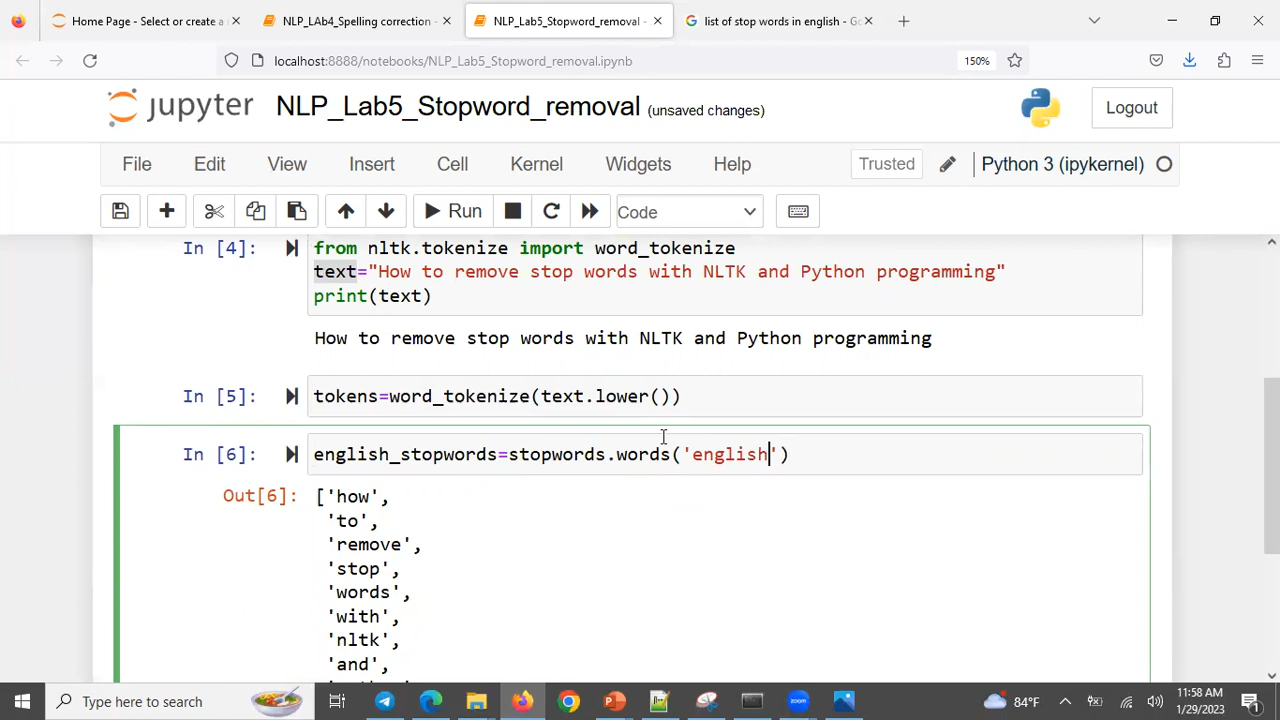 Home Page - Select or create a
NLP_LAb4_Spelling correction -
NLP_Lab5_Stopword_removal -
list of stop words in english - Go
localhost:8888/notebooks/NLP_Lab5_Stopword_removal.ipynb
150%
jupyter
NLP_Lab5_Stopword_removal (unsaved changes)
Logout
File Edit View Insert Cell Kernel Widgets Help
Trusted
Python 3 (ipykernel)
Run
Code
In [4]:
from nltk.tokenize import word_tokenize
text="How to remove stop words with NLTK and Python programming"
print(text)
How to remove stop words with NLTK and Python programming
In [5]:
tokens=word_tokenize(text.lower())
In [6]:
english_stopwords=stopwords.words('english')
Out[6]:
['how',
'to',
'remove',
'stop',
'words',
'with',
'nltk',
'and',
Type here to search
84°F
11:58 AM
1/29/2023